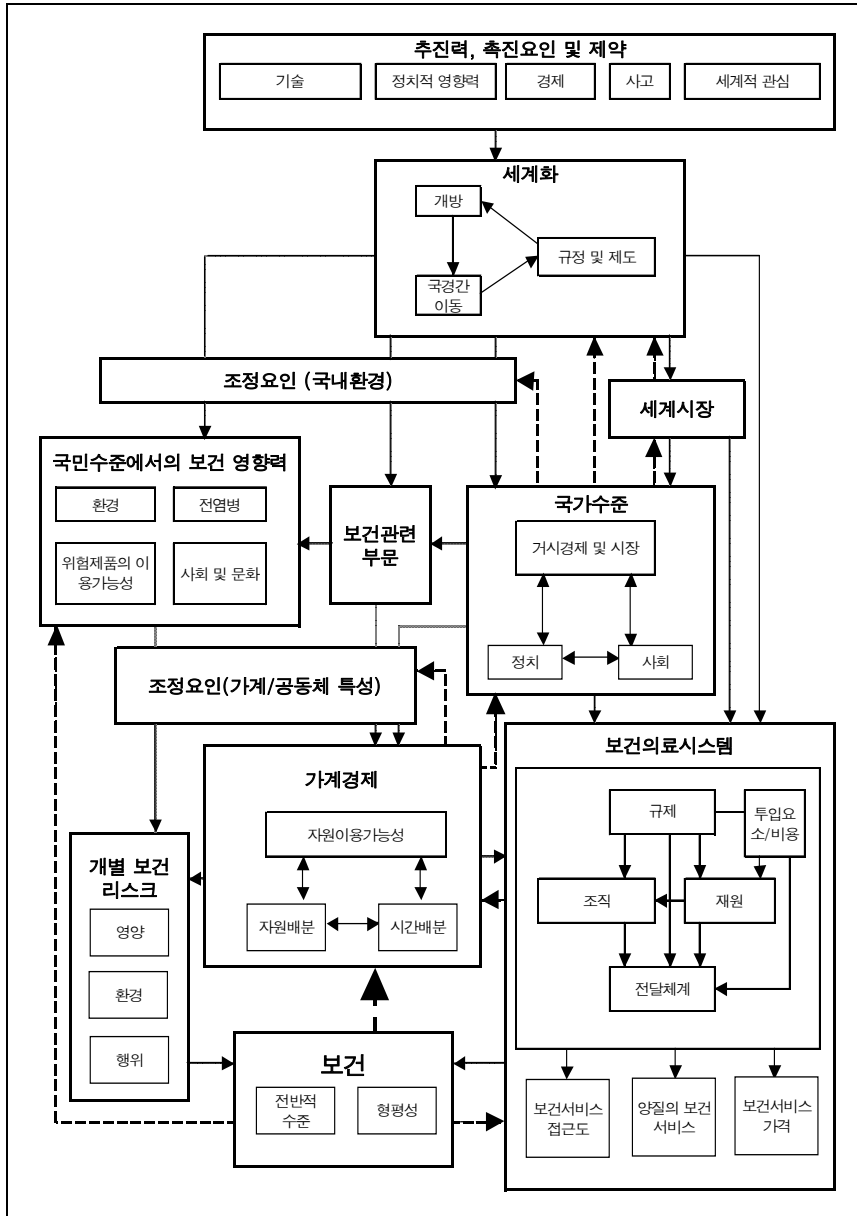 추진력, 촉진요인 및 제약
기술
정치적 영향력
경제
사고
세계적 관심
세계화
개방
규정 및 제도
국경간
이동
조정요인 (국내환경)
세계시장
국민수준에서의 보건 영향력
환경
전염병
위험제품의 이
용가능성
사회 및 문화
보건관련
부문
국가수준
거시경제 및 시장
정치
사회
조정요인(가계/공동체 특성)
가계경제
자원이용가능성
자원배분
시간배분
보건의료시스템
규제
투입요
소/비용
조직
재원
전달체계
개별 보건
리스크
영양
환경
행위
보건
전반적
수준
형평성
보건서비스
접근도
양질의 보건
서비스
보건서비스
가격